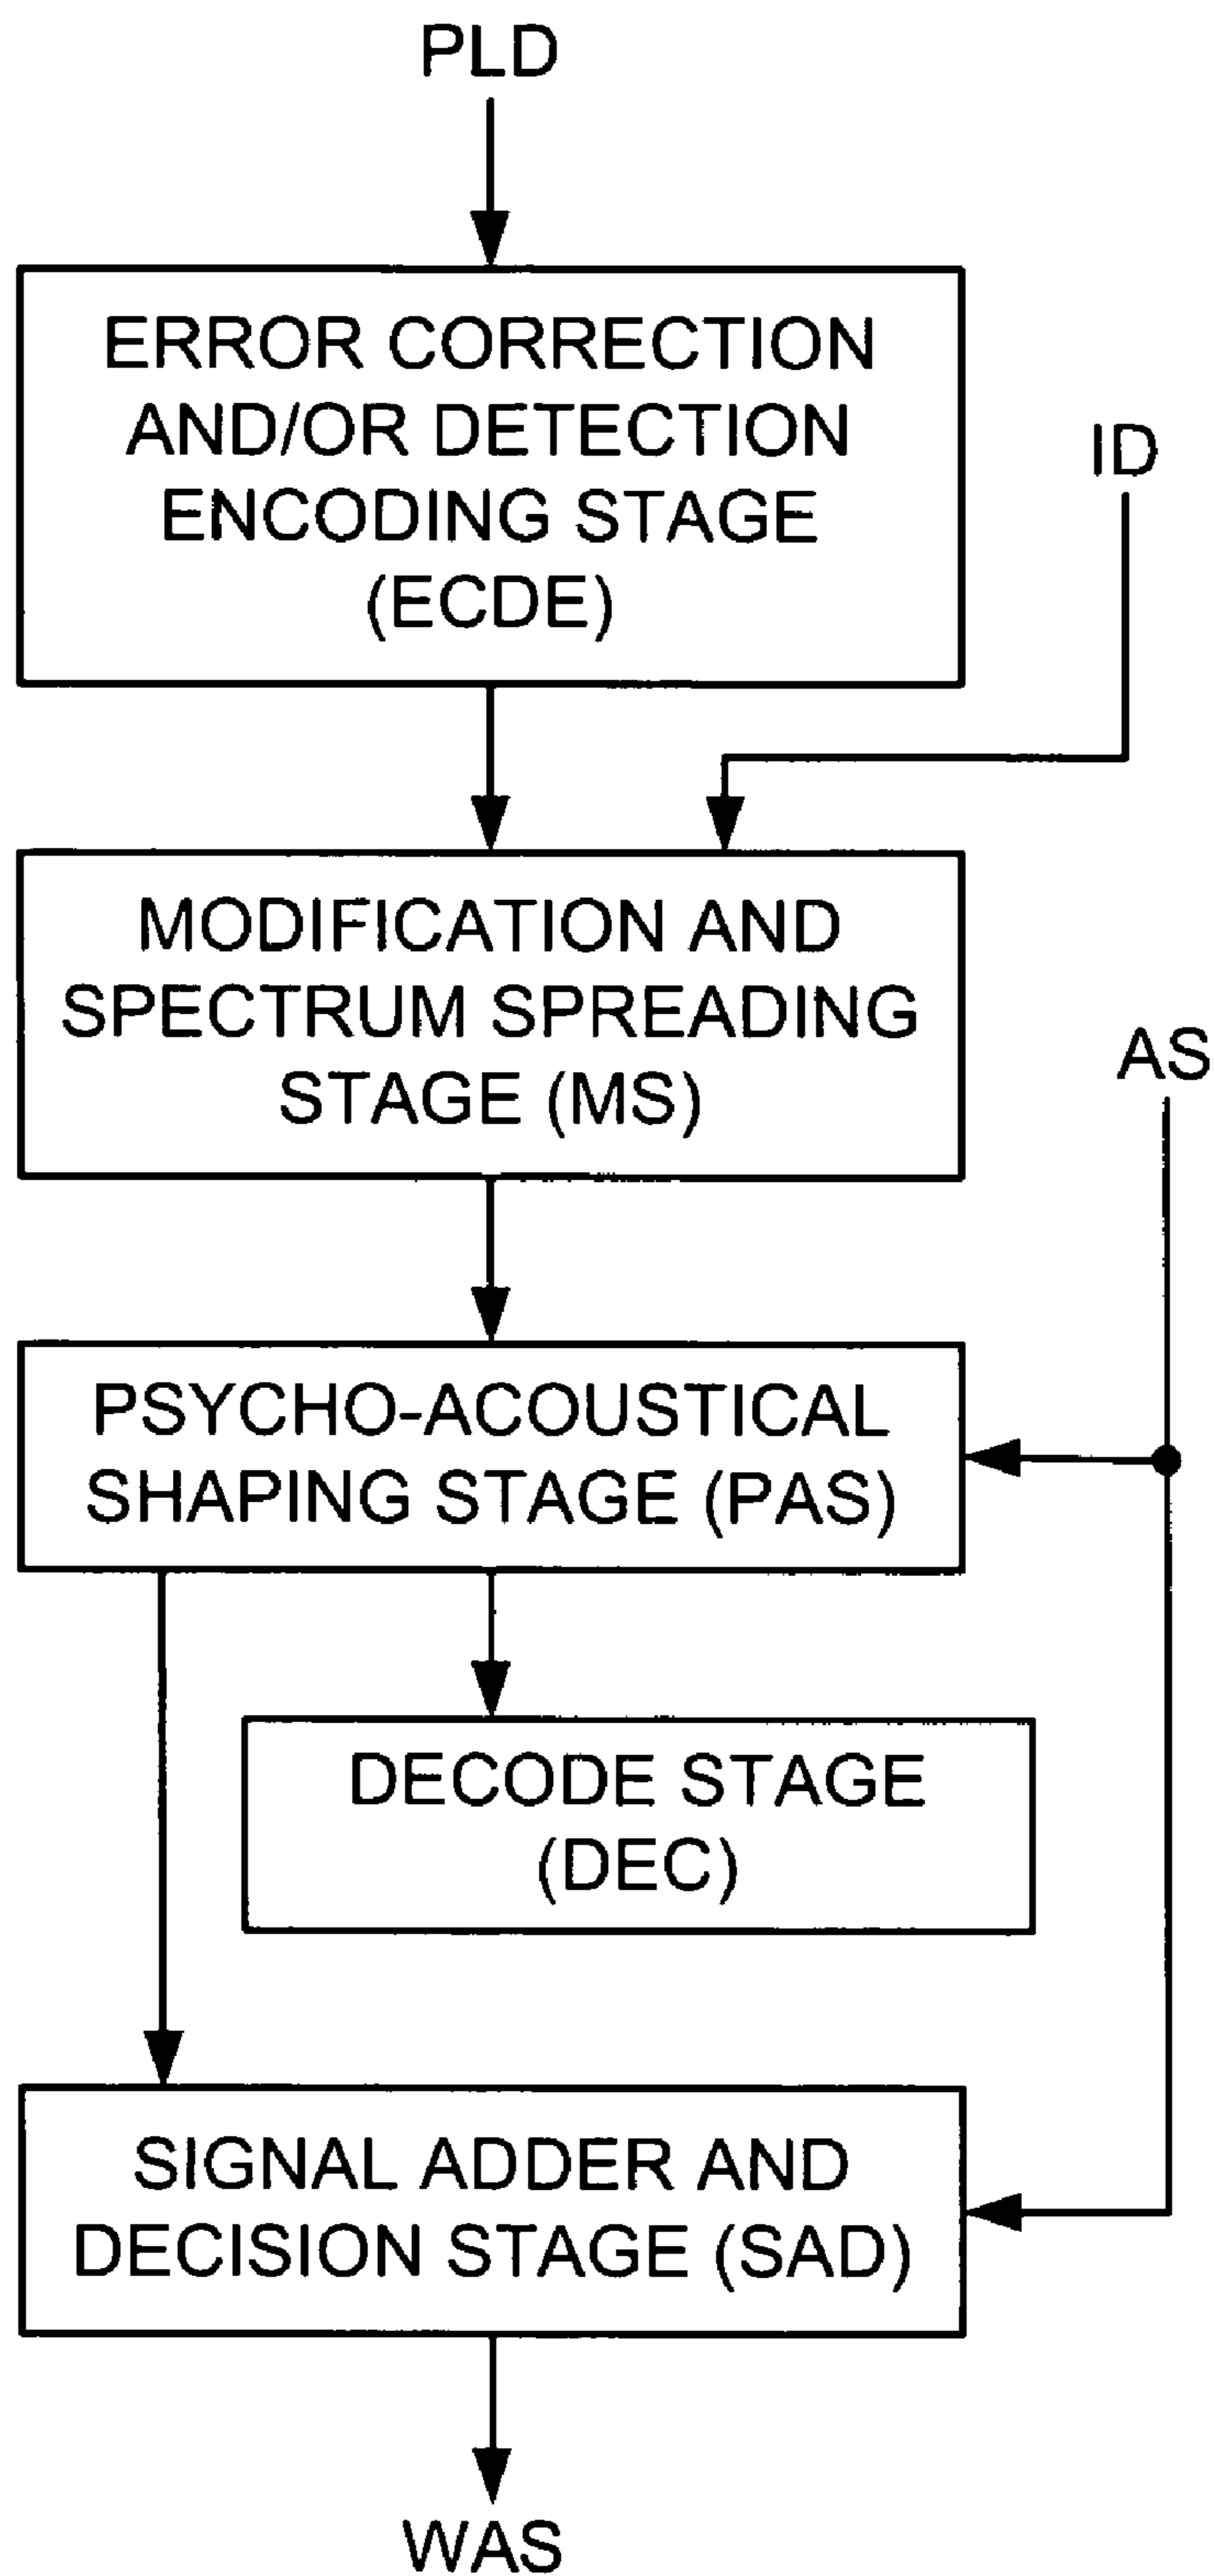 PLD
ERROR CORRECTION
AND/OR DETECTION
ENCODING STAGE
(ECDE)
ID
MODIFICATION AND
SPECTRUM SPREADING
STAGE (MS)
AS
PSYCHO-ACOUSTICAL
SHAPING STAGE (PAS)
DECODE STAGE
(DEC)
SIGNAL ADDER AND
DECISION STAGE (SAD)
WAS